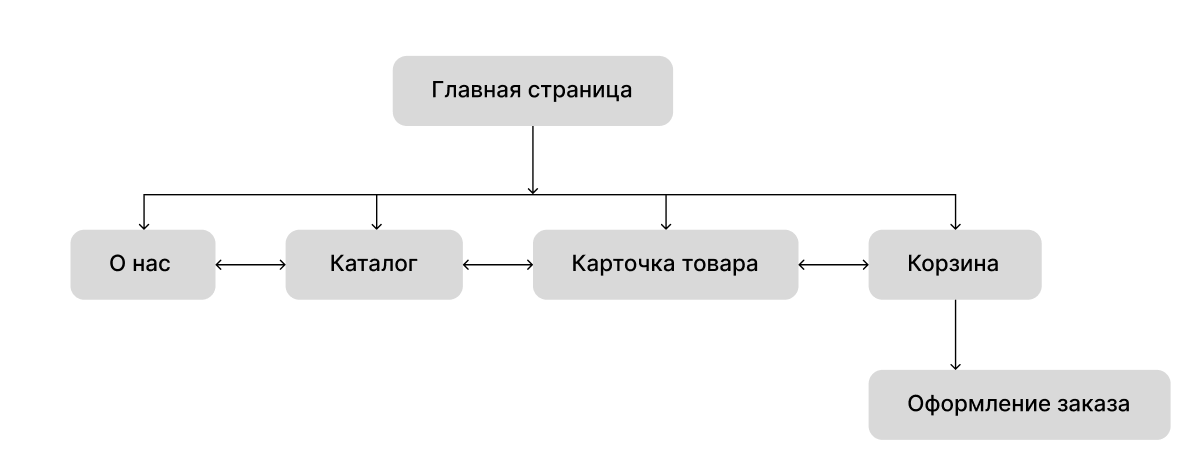 Главная страница
О нас
Каталог
Карточка товара
Корзина
Оформление заказа